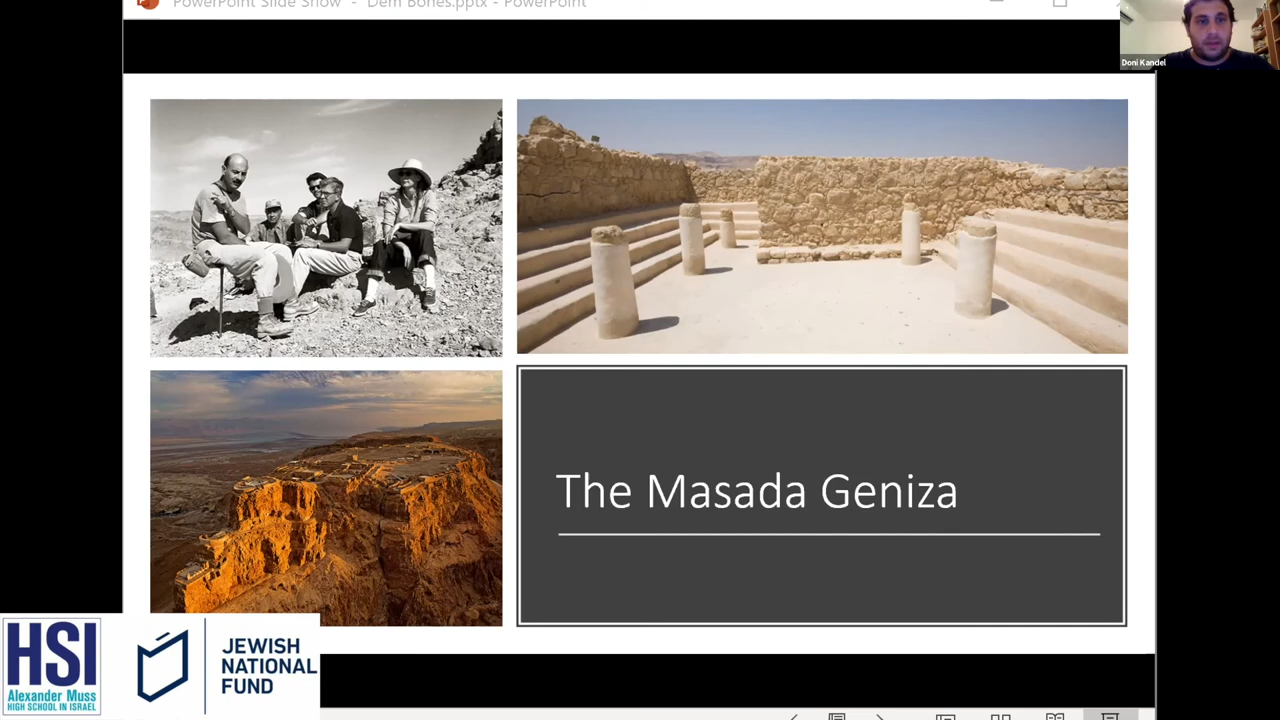 PowerPoint Slide Show - Dem Bones.pptx - PowerPoint
Doni Kandel
The Masada Geniza
HSI
Alexander Muss
HIGH SCHOOL IN ISRAEL
JEWISH
NATIONAL
FUND